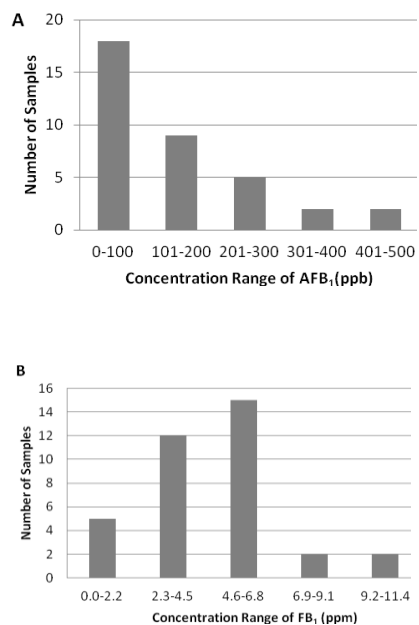 A
20
15
10
5
0
Number of Samples
0-100 101-200 201-300 301-400 401-500
Concentration Range of AFB₁(ppb)
B
16
14
12
10
8
6
4
2
0
Number of Samples
0.0-2.2 2.3-4.5 4.6-6.8 6.9-9.1 9.2-11.4
Concentration Range of FB₁ (ppm)